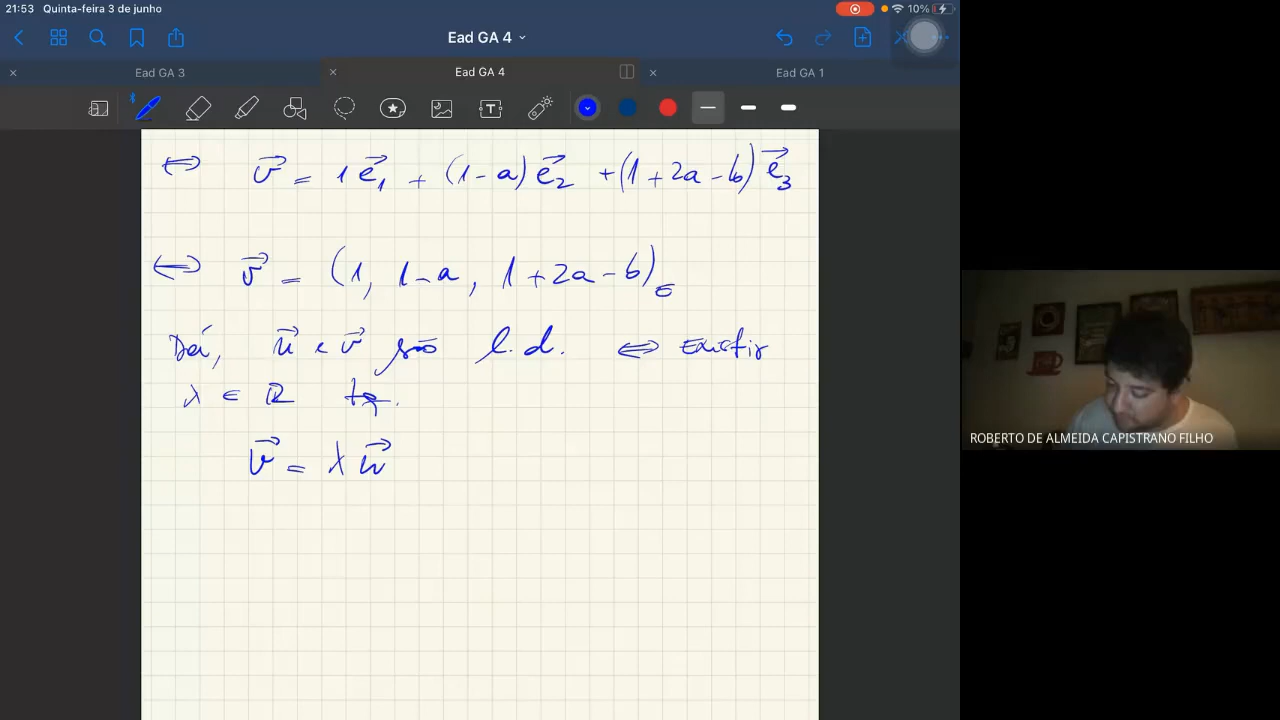 21:53 Quinta-feira 3 de junho
10%
Ead GA 4
Ead GA 3
Ead GA 4
Ead GA 1
⟺ v⃗ = 1e⃗₁ + (1-a)e⃗₂ + (1+2a-b)e⃗₃
⟺ v⃗ = (1, 1-a, 1+2a-b)
Daí, u⃗ e v⃗ são l.d. ⟺ Existir
λ ∈ ℝ tq.
v⃗ = λu⃗
ROBERTO DE ALMEIDA CAPISTRANO FILHO